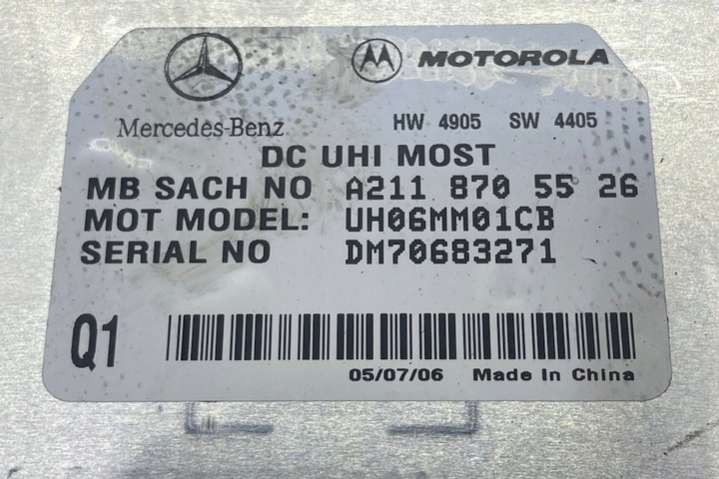 MOTOROLA
Mercedes-Benz
HW 4905 SW 4405
DC UHI MOST
MB SACH NO A211 870 55 26
MOT MODEL: UH06MM01CB
SERIAL NO DM70683271
Q1
05/07/06 Made In China